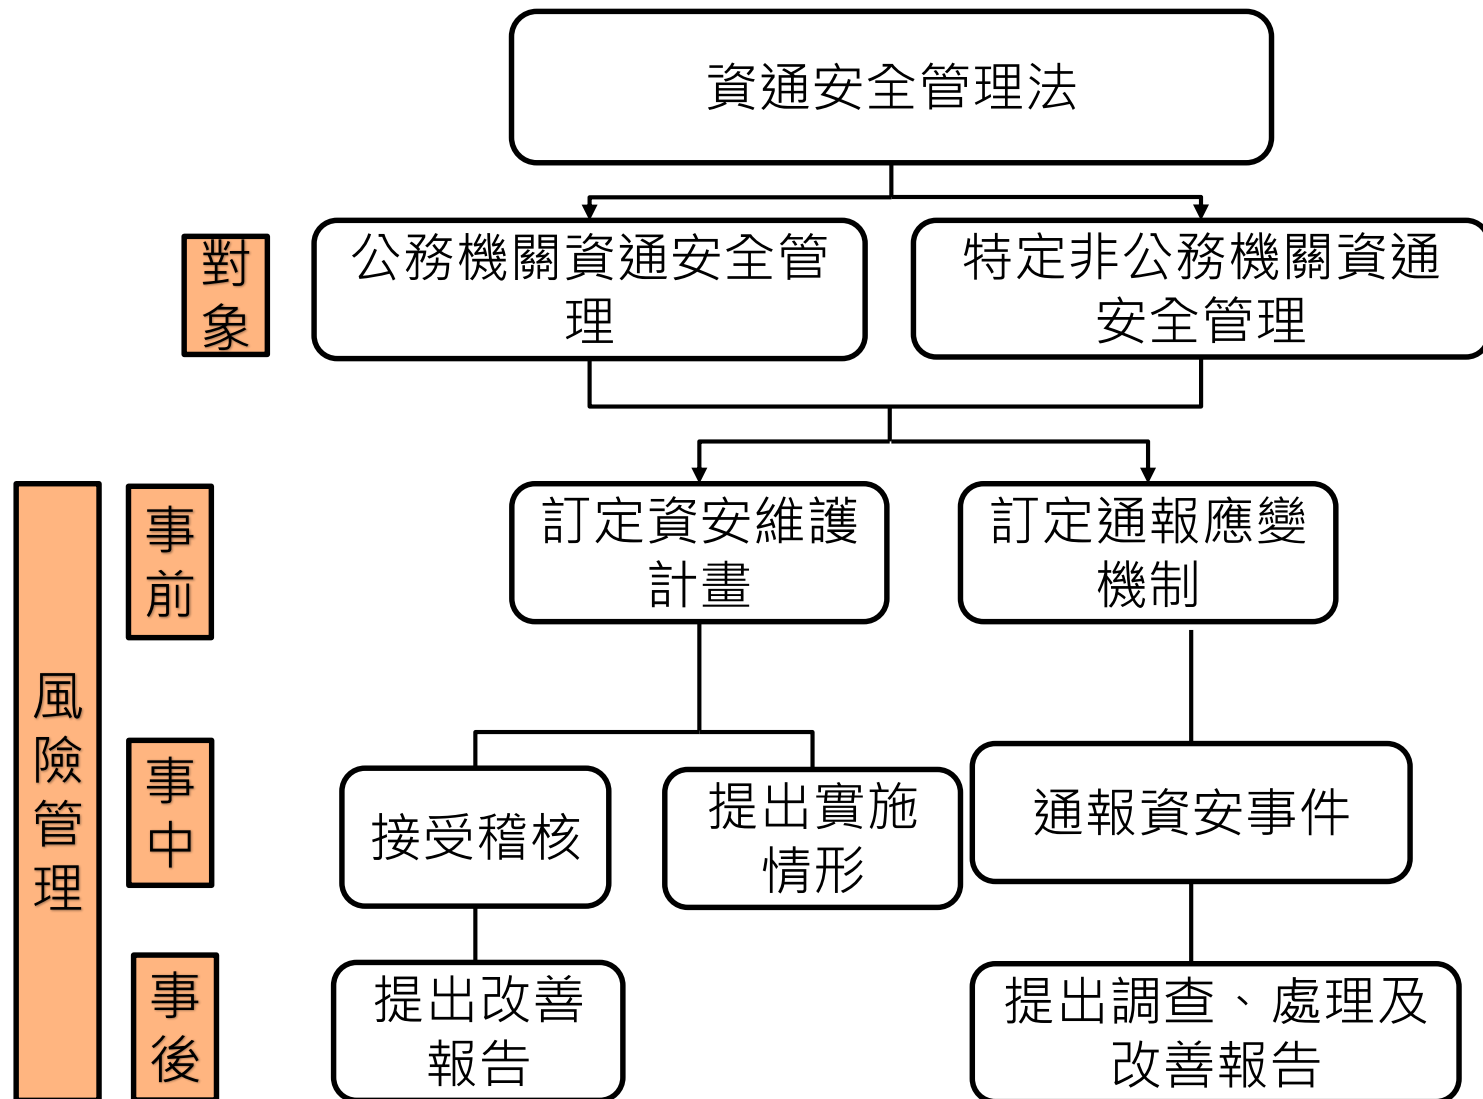 資通安全管理法
對
象
公務機關資通安全管
理
特定非公務機關資通
安全管理
風
險
管
理
事
前
訂定資安維護
計畫
訂定通報應變
機制
事
中
接受稽核
提出實施
情形
通報資安事件
事
後
提出改善
報告
提出調查、處理及
改善報告